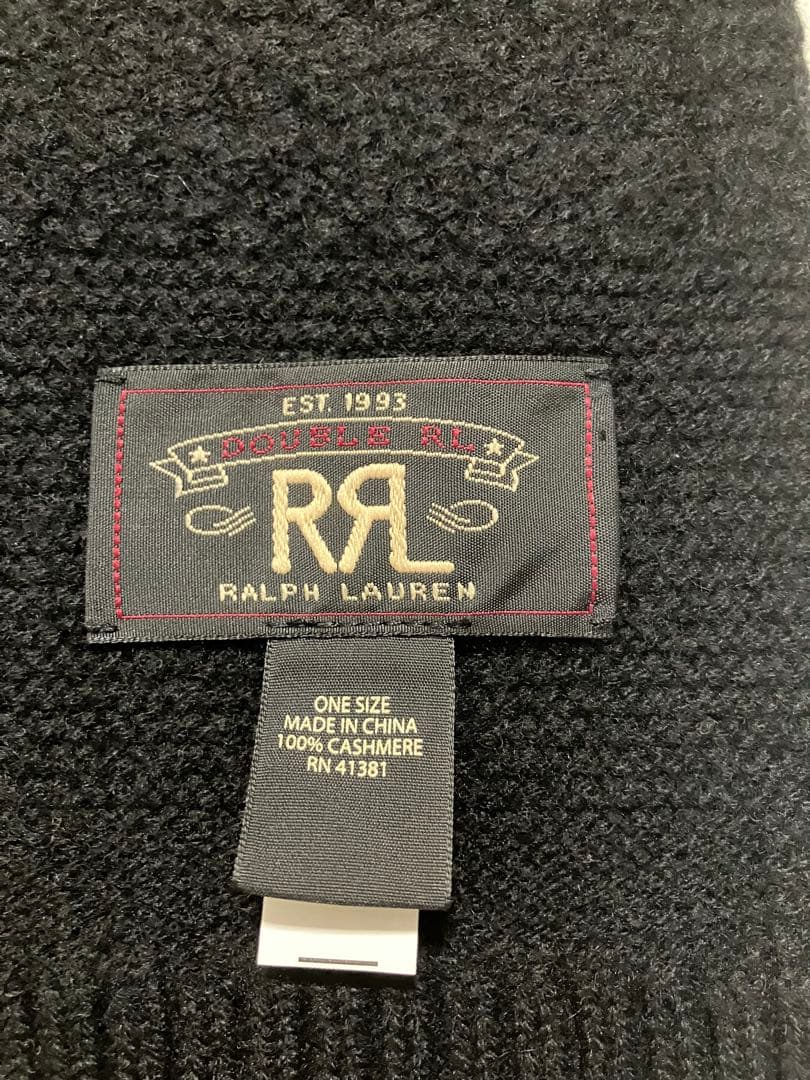 EST. 1993
DOUBLE RL
RRL
RALPH LAUREN
ONE SIZE
MADE IN CHINA
100% CASHMERE
RN 41381